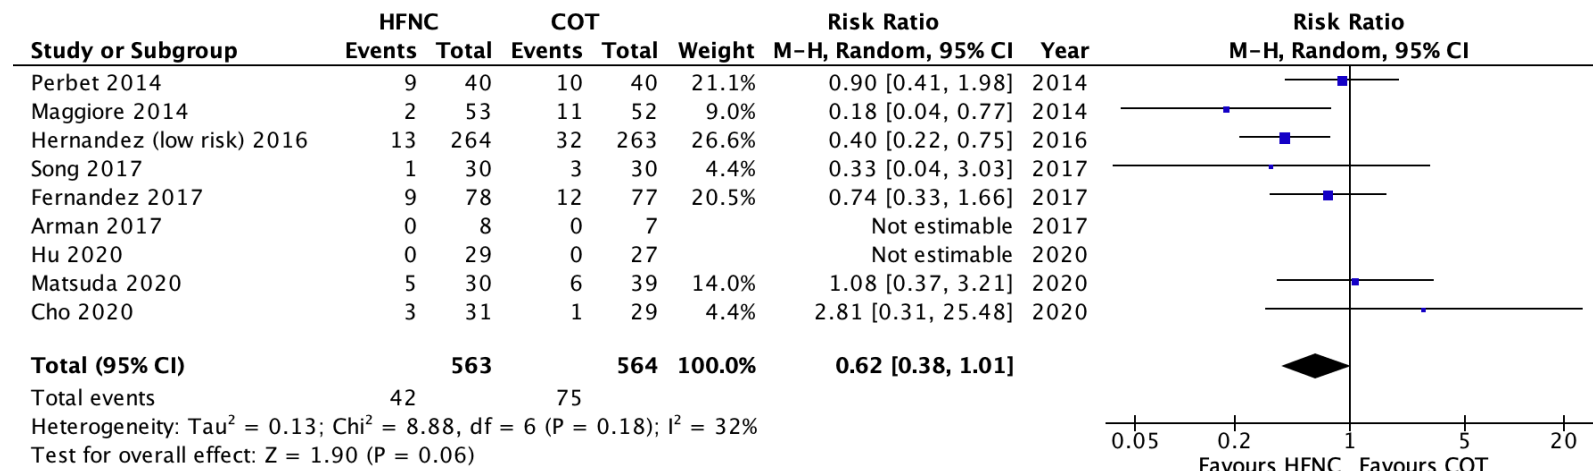 HFNC COT Risk Ratio Risk Ratio
Study or Subgroup Events Total Events Total Weight M-H, Random, 95% CI Year M-H, Random, 95% CI
Perbet 2014 9 40 10 40 21.1% 0.90 [0.41, 1.98] 2014
Maggiore 2014 2 53 11 52 9.0% 0.18 [0.04, 0.77] 2014
Hernandez (low risk) 2016 13 264 32 263 26.6% 0.40 [0.22, 0.75] 2016
Song 2017 1 30 3 30 4.4% 0.33 [0.04, 3.03] 2017
Fernandez 2017 9 78 12 77 20.5% 0.74 [0.33, 1.66] 2017
Arman 2017 0 8 0 7 Not estimable 2017
Hu 2020 0 29 0 27 Not estimable 2020
Matsuda 2020 5 30 6 39 14.0% 1.08 [0.37, 3.21] 2020
Cho 2020 3 31 1 29 4.4% 2.81 [0.31, 25.48] 2020
Total (95% CI) 563 564 100.0% 0.62 [0.38, 1.01]
Total events 42 75
Heterogeneity: Tau² = 0.13; Chi² = 8.88, df = 6 (P = 0.18); I² = 32%
Test for overall effect: Z = 1.90 (P = 0.06)
0.05 0.2 1 5 20
Favours HFNC Favours COT